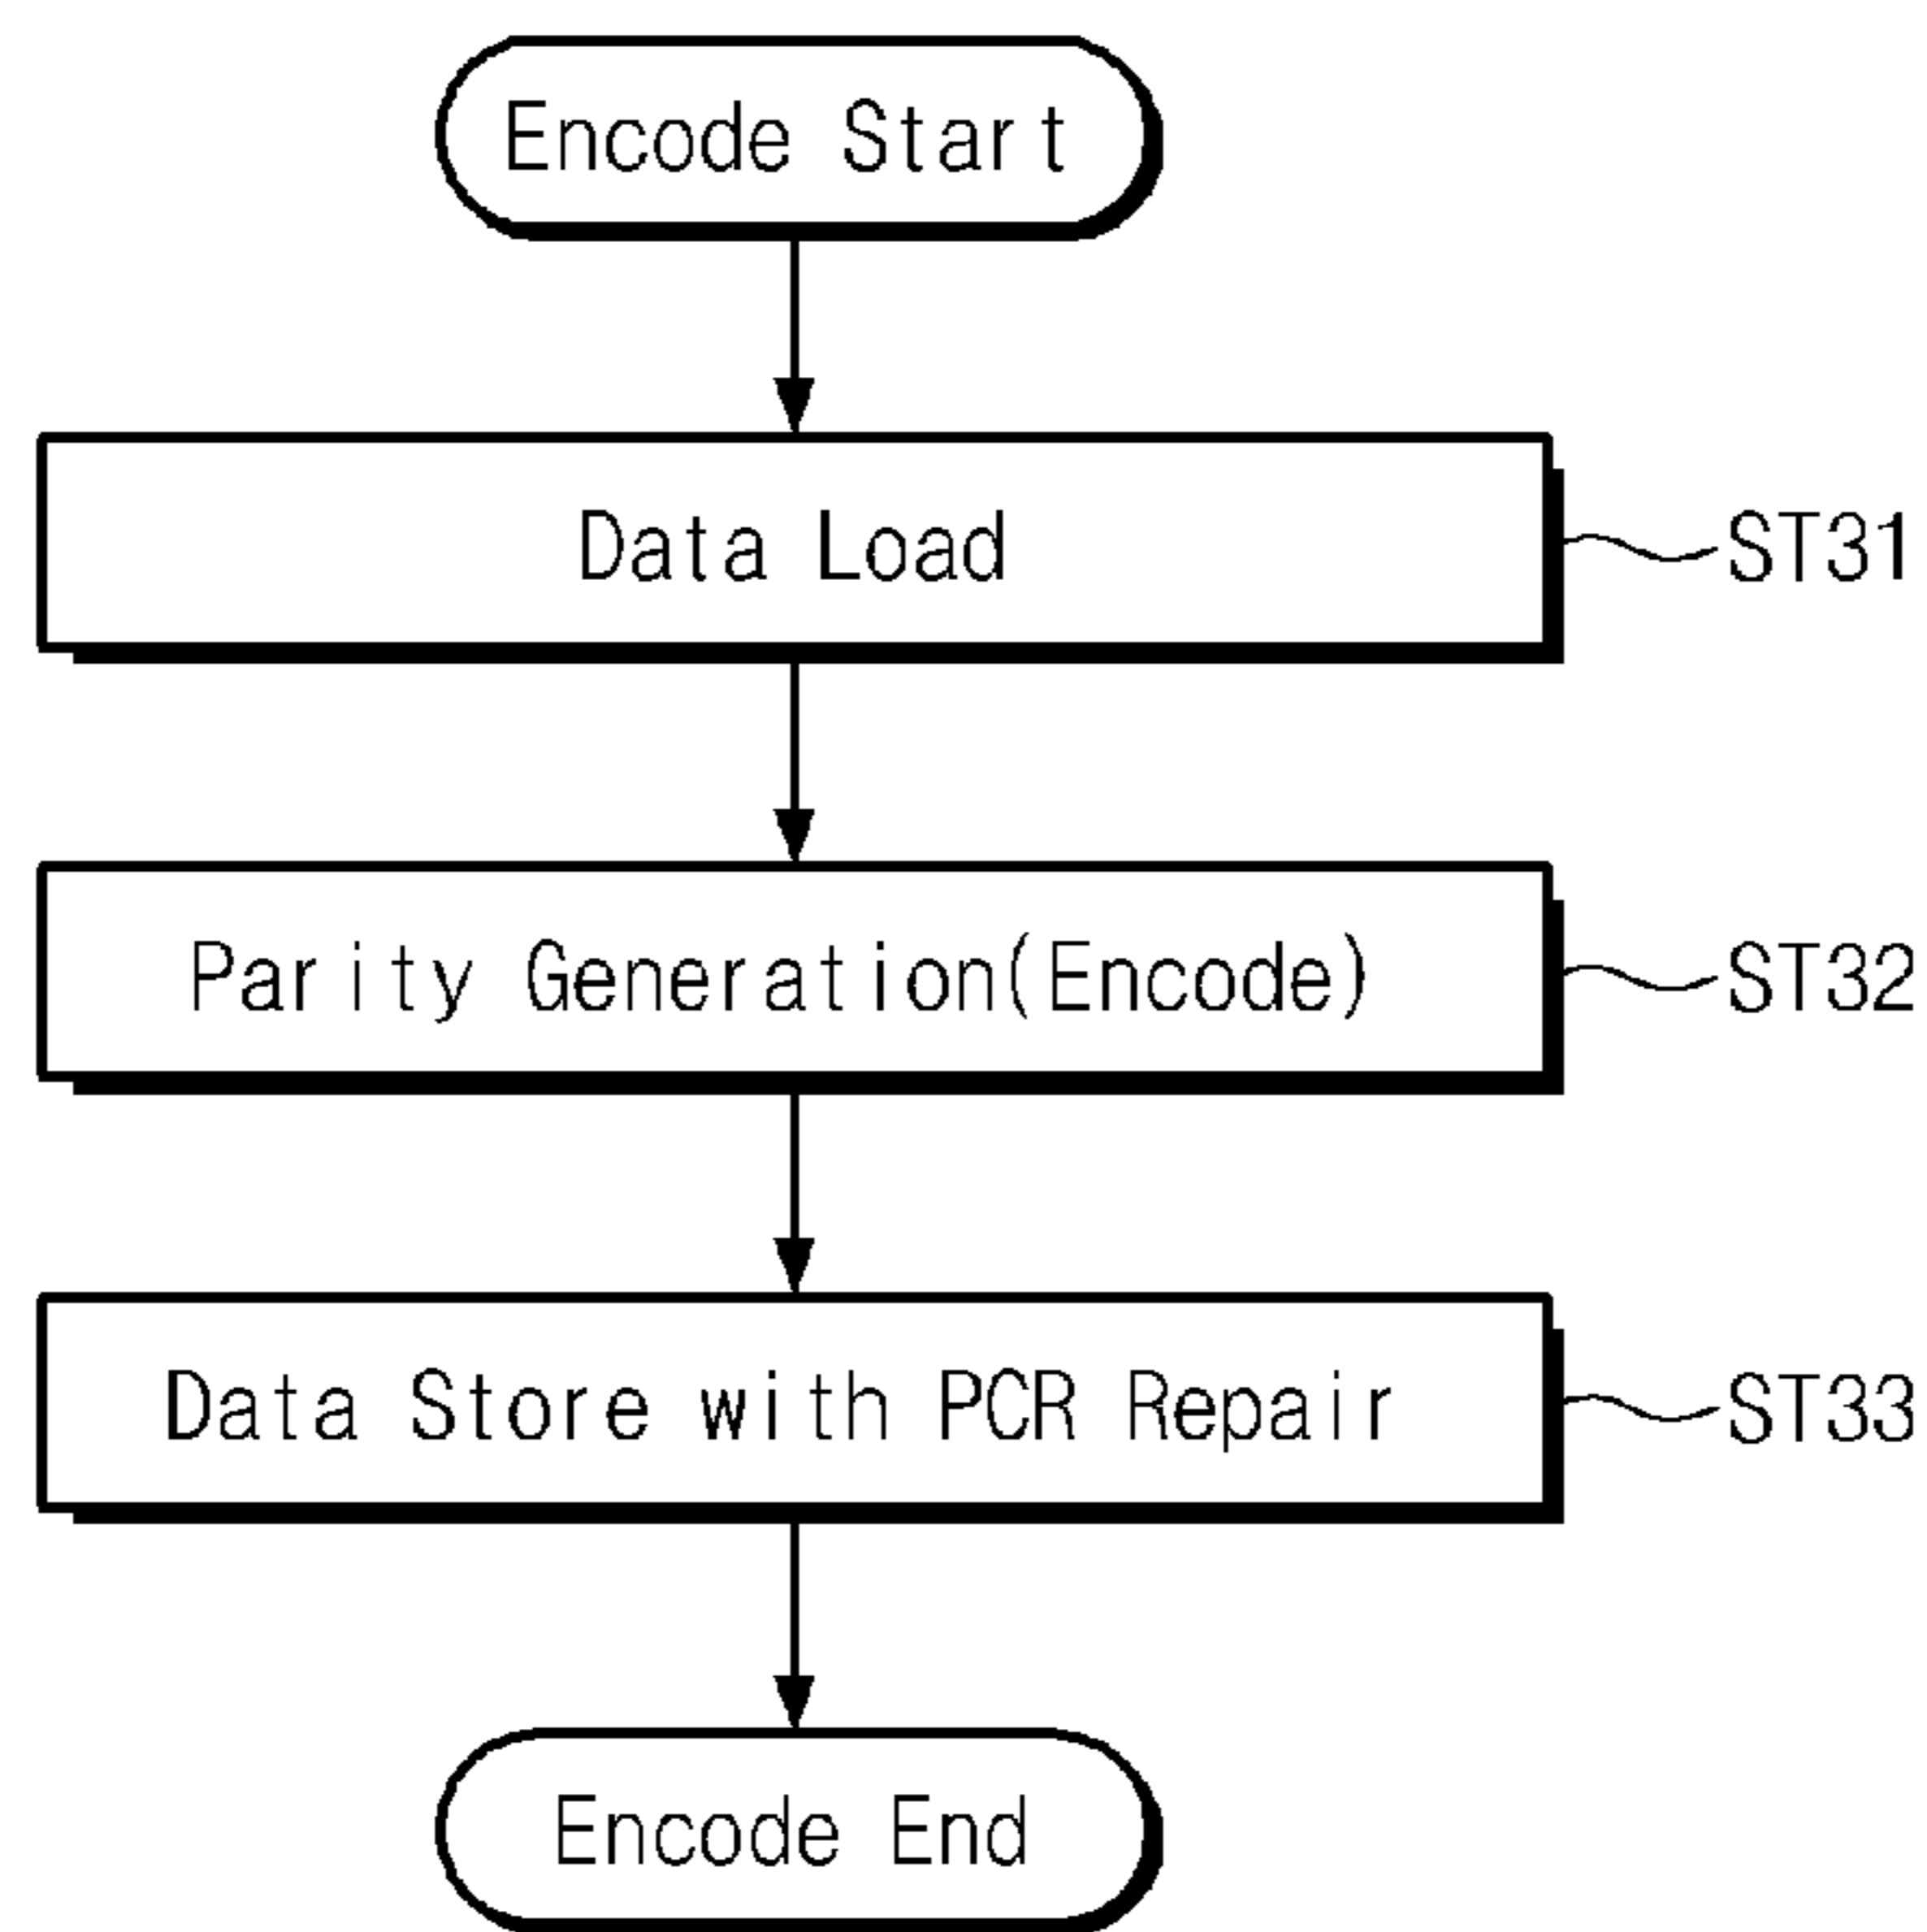 Encode Start
Data Load
ST31
Parity Generation(Encode)
ST32
Data Store with PCR Repair
ST33
Encode End